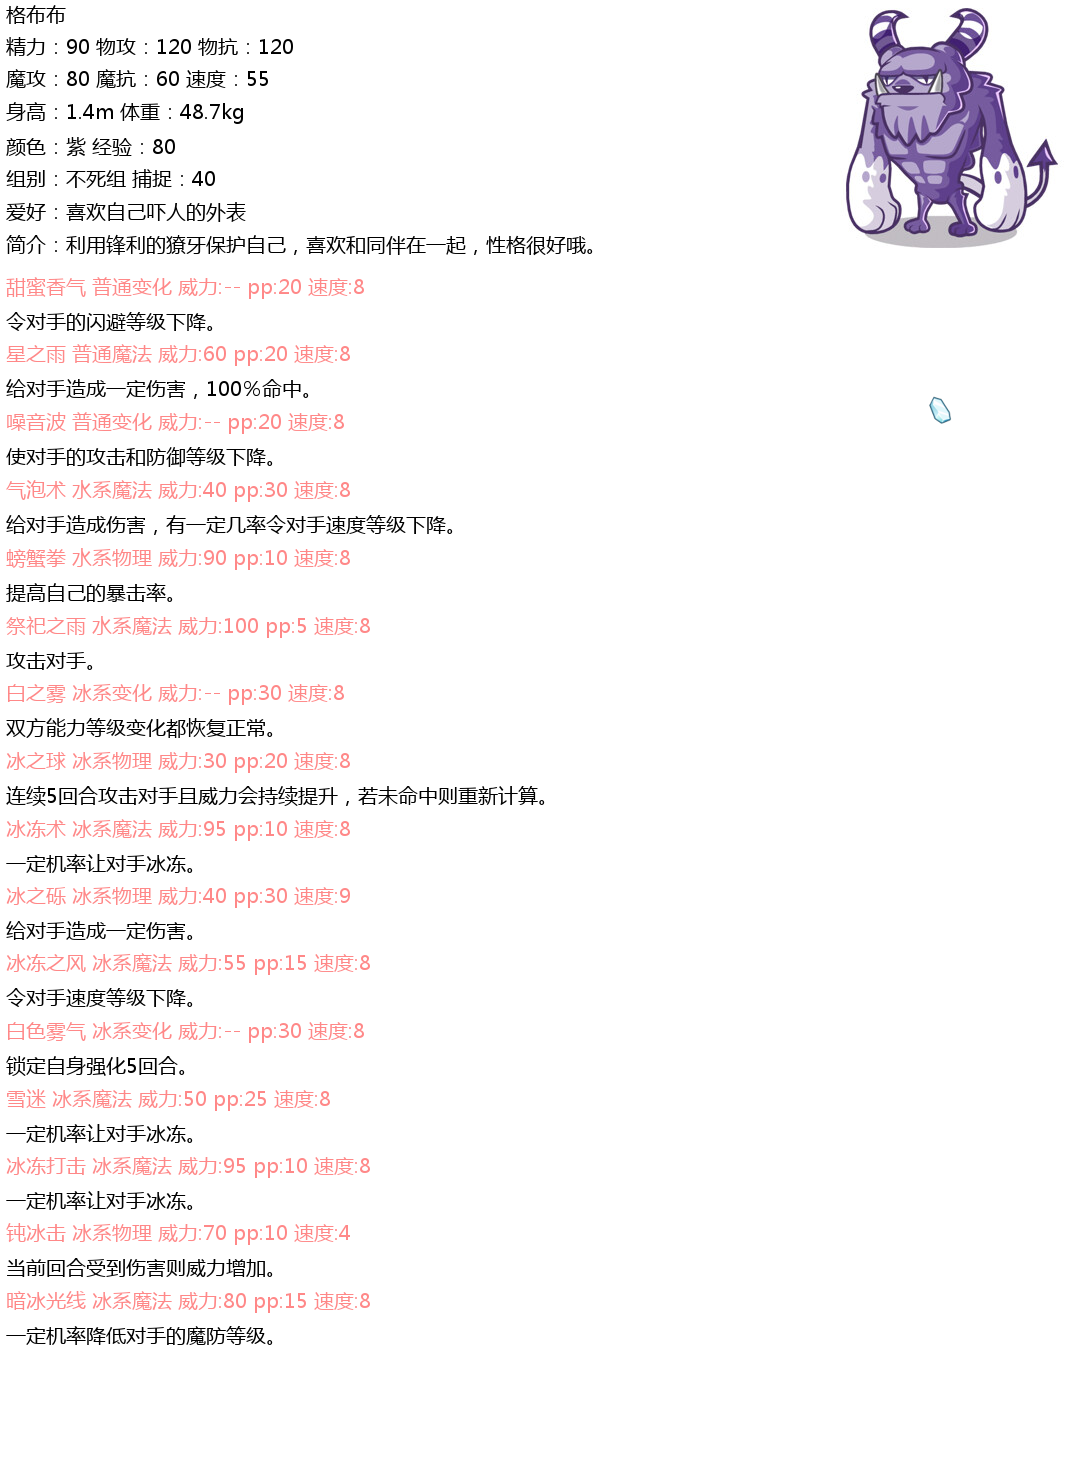 格布布
精力：90 物攻：120 物抗：120
魔攻：80 魔抗：60 速度：55
身高：1.4m 体重：48.7kg
颜色：紫 经验：80
组别：不死组 捕捉：40
爱好：喜欢自己吓人的外表
简介：利用锋利的獠牙保护自己，喜欢和同伴在一起，性格很好哦。
甜蜜香气 普通变化 威力:-- pp:20 速度:8
令对手的闪避等级下降。
星之雨 普通魔法 威力:60 pp:20 速度:8
给对手造成一定伤害，100%命中。
噪音波 普通变化 威力:-- pp:20 速度:8
使对手的攻击和防御等级下降。
气泡术 水系魔法 威力:40 pp:30 速度:8
给对手造成伤害，有一定几率令对手速度等级下降。
螃蟹拳 水系物理 威力:90 pp:10 速度:8
提高自己的暴击率。
祭祀之雨 水系魔法 威力:100 pp:5 速度:8
攻击对手。
白之雾 冰系变化 威力:-- pp:30 速度:8
双方能力等级变化都恢复正常。
冰之球 冰系物理 威力:30 pp:20 速度:8
连续5回合攻击对手且威力会持续提升，若未命中则重新计算。
冰冻术 冰系魔法 威力:95 pp:10 速度:8
一定机率让对手冰冻。
冰之砾 冰系物理 威力:40 pp:30 速度:9
给对手造成一定伤害。
冰冻之风 冰系魔法 威力:55 pp:15 速度:8
令对手速度等级下降。
白色雾气 冰系变化 威力:-- pp:30 速度:8
锁定自身强化5回合。
雪迷 冰系魔法 威力:50 pp:25 速度:8
一定机率让对手冰冻。
冰冻打击 冰系魔法 威力:95 pp:10 速度:8
一定机率让对手冰冻。
钝冰击 冰系物理 威力:70 pp:10 速度:4
当前回合受到伤害则威力增加。
暗冰光线 冰系魔法 威力:80 pp:15 速度:8
一定机率降低对手的魔防等级。